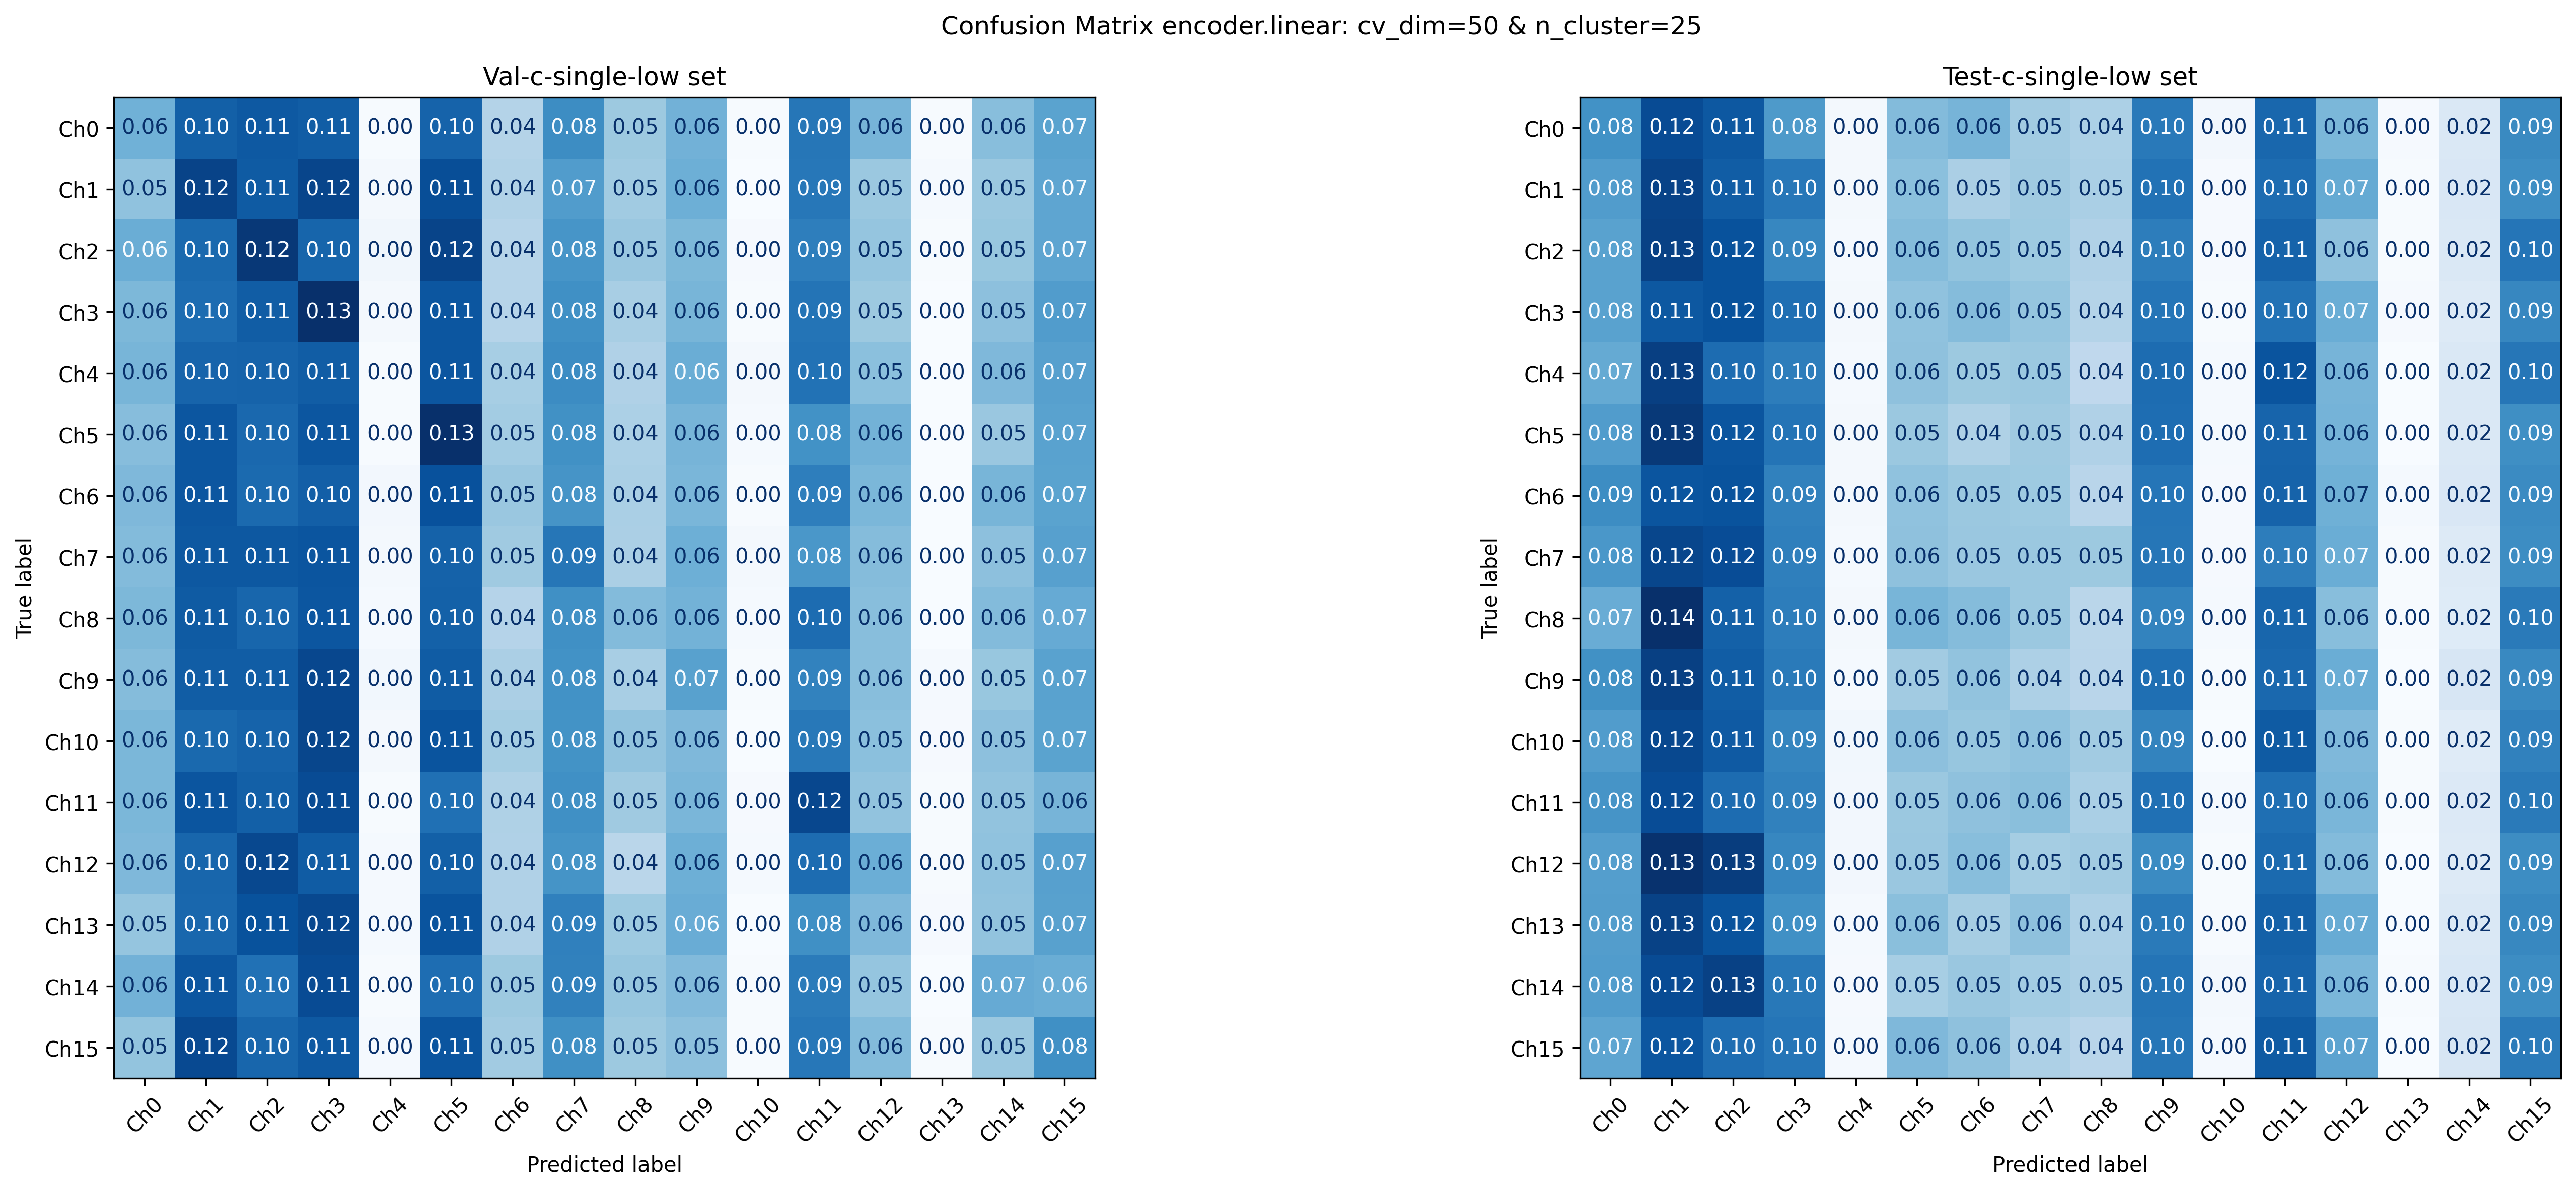 Confusion Matrix encoder.linear: cv_dim=50 & n_cluster=25
Val-c-single-low set
Ch0 0.06 0.10 0.11 0.11 0.00 0.10 0.04 0.08 0.05 0.06 0.00 0.09 0.06 0.00 0.06 0.07
Ch1 0.05 0.12 0.11 0.12 0.00 0.11 0.04 0.07 0.05 0.06 0.00 0.09 0.05 0.00 0.05 0.07
Ch2 0.06 0.10 0.12 0.10 0.00 0.12 0.04 0.08 0.05 0.06 0.00 0.09 0.05 0.00 0.05 0.07
Ch3 0.06 0.10 0.11 0.13 0.00 0.11 0.04 0.08 0.04 0.06 0.00 0.09 0.05 0.00 0.05 0.07
Ch4 0.06 0.10 0.10 0.11 0.00 0.11 0.04 0.08 0.04 0.06 0.00 0.10 0.05 0.00 0.06 0.07
Ch5 0.06 0.11 0.10 0.11 0.00 0.13 0.05 0.08 0.04 0.06 0.00 0.08 0.06 0.00 0.05 0.07
Ch6 0.06 0.11 0.10 0.10 0.00 0.11 0.05 0.08 0.04 0.06 0.00 0.09 0.06 0.00 0.06 0.07
Ch7 0.06 0.11 0.11 0.11 0.00 0.10 0.05 0.09 0.04 0.06 0.00 0.08 0.06 0.00 0.05 0.07
Ch8 0.06 0.11 0.10 0.11 0.00 0.10 0.04 0.08 0.06 0.06 0.00 0.10 0.06 0.00 0.06 0.07
Ch9 0.06 0.11 0.11 0.12 0.00 0.11 0.04 0.08 0.04 0.07 0.00 0.09 0.06 0.00 0.05 0.07
Ch10 0.06 0.10 0.10 0.12 0.00 0.11 0.05 0.08 0.05 0.06 0.00 0.09 0.05 0.00 0.05 0.07
Ch11 0.06 0.11 0.10 0.11 0.00 0.10 0.04 0.08 0.05 0.06 0.00 0.12 0.05 0.00 0.05 0.06
Ch12 0.06 0.10 0.12 0.11 0.00 0.10 0.04 0.08 0.04 0.06 0.00 0.10 0.06 0.00 0.05 0.07
Ch13 0.05 0.10 0.11 0.12 0.00 0.11 0.04 0.09 0.05 0.06 0.00 0.08 0.06 0.00 0.05 0.07
Ch14 0.06 0.11 0.10 0.11 0.00 0.10 0.05 0.09 0.05 0.06 0.00 0.09 0.05 0.00 0.07 0.06
Ch15 0.05 0.12 0.10 0.11 0.00 0.11 0.05 0.08 0.05 0.05 0.00 0.09 0.06 0.00 0.05 0.08
True label
Ch0 Ch1 Ch2 Ch3 Ch4 Ch5 Ch6 Ch7 Ch8 Ch9 Ch10 Ch11 Ch12 Ch13 Ch14 Ch15
Predicted label
Test-c-single-low set
Ch0 0.08 0.12 0.11 0.08 0.00 0.06 0.06 0.05 0.04 0.10 0.00 0.11 0.06 0.00 0.02 0.09
Ch1 0.08 0.13 0.11 0.10 0.00 0.06 0.05 0.05 0.05 0.10 0.00 0.10 0.07 0.00 0.02 0.09
Ch2 0.08 0.13 0.12 0.09 0.00 0.06 0.05 0.05 0.04 0.10 0.00 0.11 0.06 0.00 0.02 0.10
Ch3 0.08 0.11 0.12 0.10 0.00 0.06 0.06 0.05 0.04 0.10 0.00 0.10 0.07 0.00 0.02 0.09
Ch4 0.07 0.13 0.10 0.10 0.00 0.06 0.05 0.05 0.04 0.10 0.00 0.12 0.06 0.00 0.02 0.10
Ch5 0.08 0.13 0.12 0.10 0.00 0.05 0.04 0.05 0.04 0.10 0.00 0.11 0.06 0.00 0.02 0.09
Ch6 0.09 0.12 0.12 0.09 0.00 0.06 0.05 0.05 0.04 0.10 0.00 0.11 0.07 0.00 0.02 0.09
Ch7 0.08 0.12 0.12 0.09 0.00 0.06 0.05 0.05 0.05 0.10 0.00 0.10 0.07 0.00 0.02 0.09
Ch8 0.07 0.14 0.11 0.10 0.00 0.06 0.06 0.05 0.04 0.09 0.00 0.11 0.06 0.00 0.02 0.10
Ch9 0.08 0.13 0.11 0.10 0.00 0.05 0.06 0.04 0.04 0.10 0.00 0.11 0.07 0.00 0.02 0.09
Ch10 0.08 0.12 0.11 0.09 0.00 0.06 0.05 0.06 0.05 0.09 0.00 0.11 0.06 0.00 0.02 0.09
Ch11 0.08 0.12 0.10 0.09 0.00 0.05 0.06 0.06 0.05 0.10 0.00 0.10 0.06 0.00 0.02 0.10
Ch12 0.08 0.13 0.13 0.09 0.00 0.05 0.06 0.05 0.05 0.09 0.00 0.11 0.06 0.00 0.02 0.09
Ch13 0.08 0.13 0.12 0.09 0.00 0.06 0.05 0.06 0.04 0.10 0.00 0.11 0.07 0.00 0.02 0.09
Ch14 0.08 0.12 0.13 0.10 0.00 0.05 0.05 0.05 0.05 0.10 0.00 0.11 0.06 0.00 0.02 0.09
Ch15 0.07 0.12 0.10 0.10 0.00 0.06 0.06 0.04 0.04 0.10 0.00 0.11 0.07 0.00 0.02 0.10
True label
Ch0 Ch1 Ch2 Ch3 Ch4 Ch5 Ch6 Ch7 Ch8 Ch9 Ch10 Ch11 Ch12 Ch13 Ch14 Ch15
Predicted label